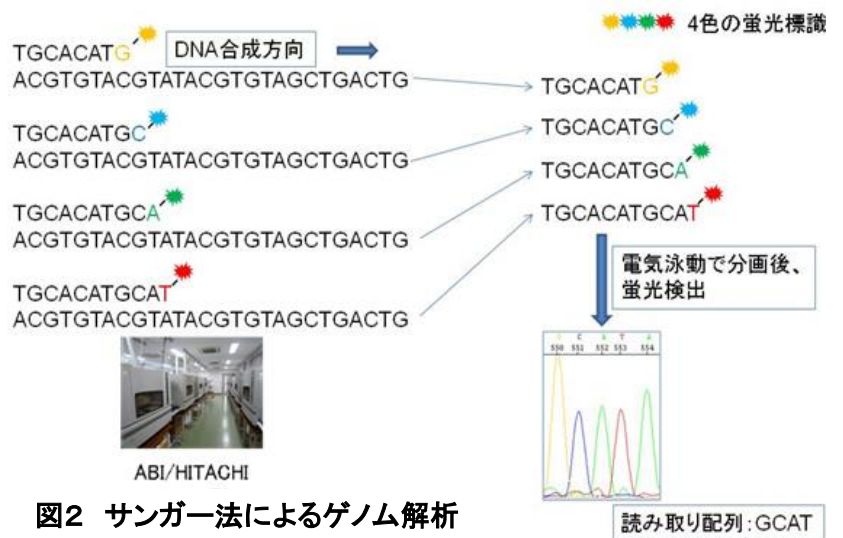 4色の蛍光標識
TGCACATG
DNA合成方向
ACGTGTACGTATACGTGTAGCTGACTG
TGCACATGC
ACGTGTACGTATACGTGTAGCTGACTG
TGCACATGCA
ACGTGTACGTATACGTGTAGCTGACTG
TGCACATGCAT
ACGTGTACGTATACGTGTAGCTGACTG
TGCACATG
TGCACATGC
TGCACATGCA
TGCACATGCAT
電気泳動で分画後、
蛍光検出
G C A T A
550 551 552 553 554
ABI/HITACHI
読み取り配列:GCAT
図2 サンガー法によるゲノム解析